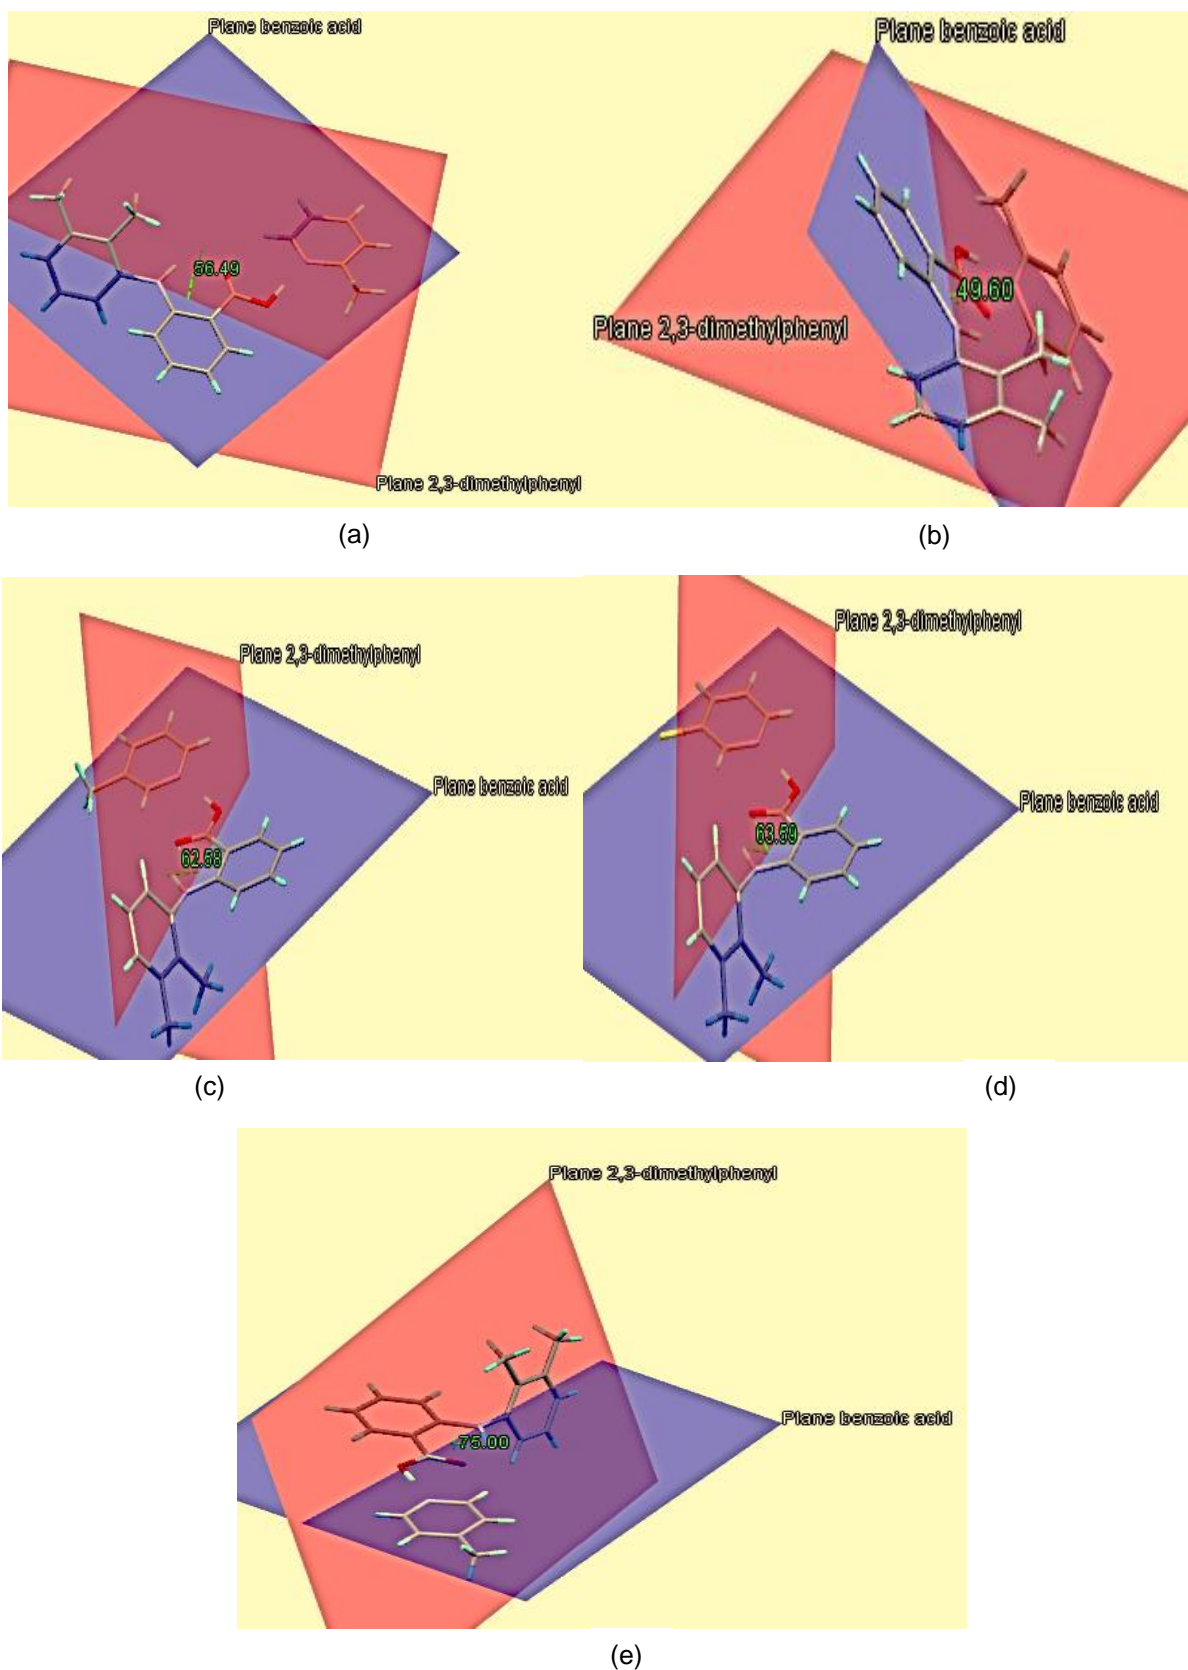 Plane benzoic acid
56.49
Plane 2,3-dimethylphenyl
(a)
Plane benzoic acid
49.60
Plane 2,3-dimethylphenyl
(b)
Plane 2,3-dimethylphenyl
Plane benzoic acid
62.58
(c)
Plane 2,3-dimethylphenyl
Plane benzoic acid
63.59
(d)
Plane 2,3-dimethylphenyl
Plane benzoic acid
75.00
(e)